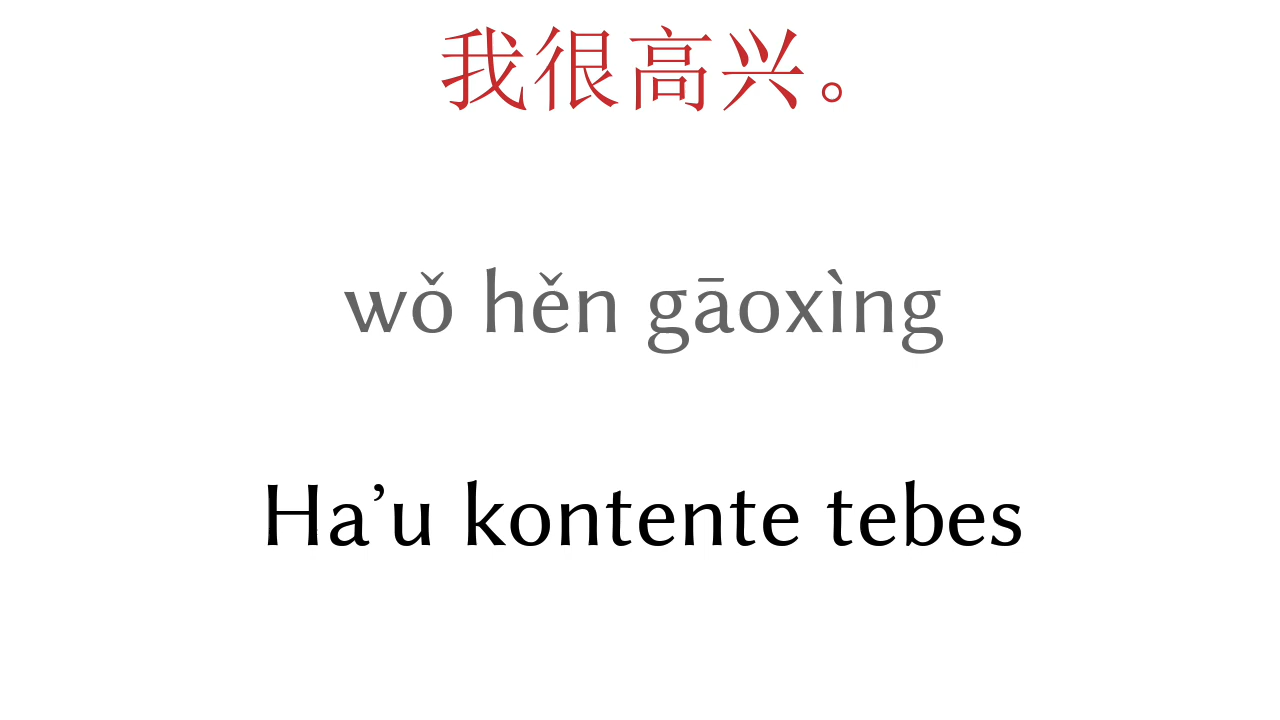 我很高兴。
wǒ hěn gāoxìng
Ha’u kontente tebes